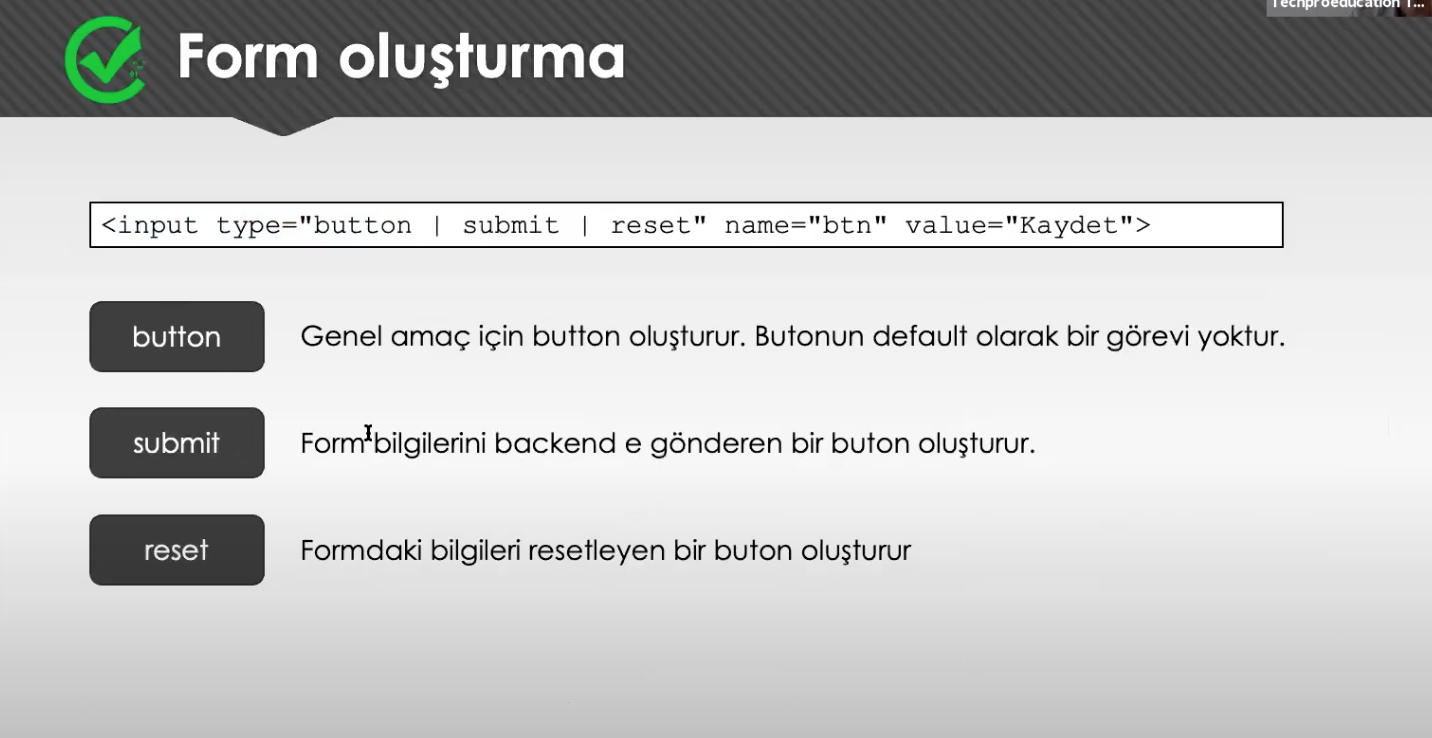 Techproeducation T...
Form oluşturma
<input type="button | submit | reset" name="btn" value="Kaydet">
button
Genel amaç için button oluşturur. Butonun default olarak bir görevi yoktur.
submit
Form bilgilerini backend e gönderen bir buton oluşturur.
reset
Formdaki bilgileri resetleyen bir buton oluşturur